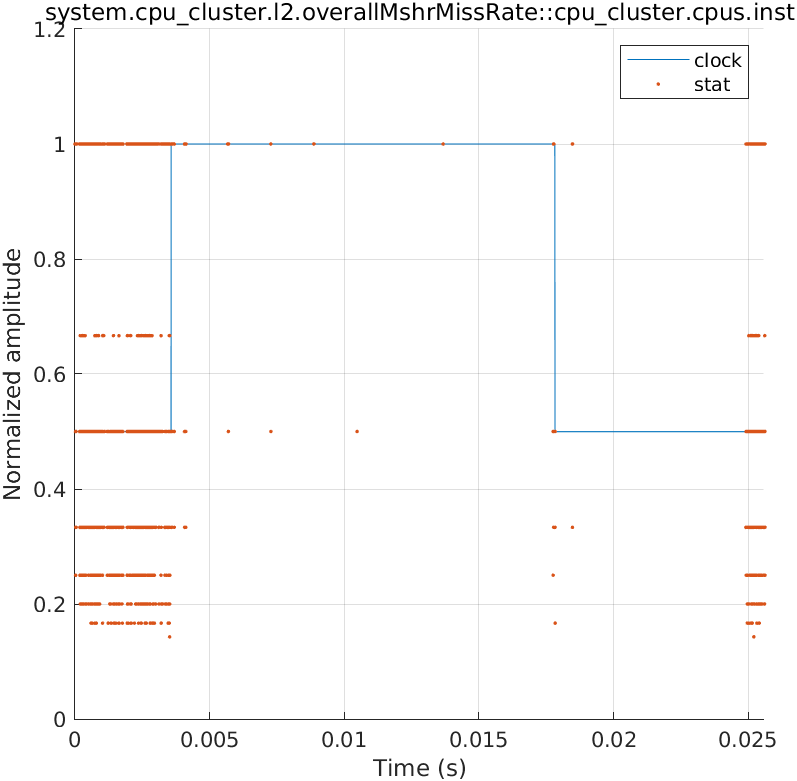 system.cpu_cluster.l2.overallMshrMissRate::cpu_cluster.cpus.inst
1.2
clock
stat
1
0.8
Normalized amplitude
0.6
0.4
0.2
0
0
0.005
0.01
0.015
0.02
0.025
Time (s)